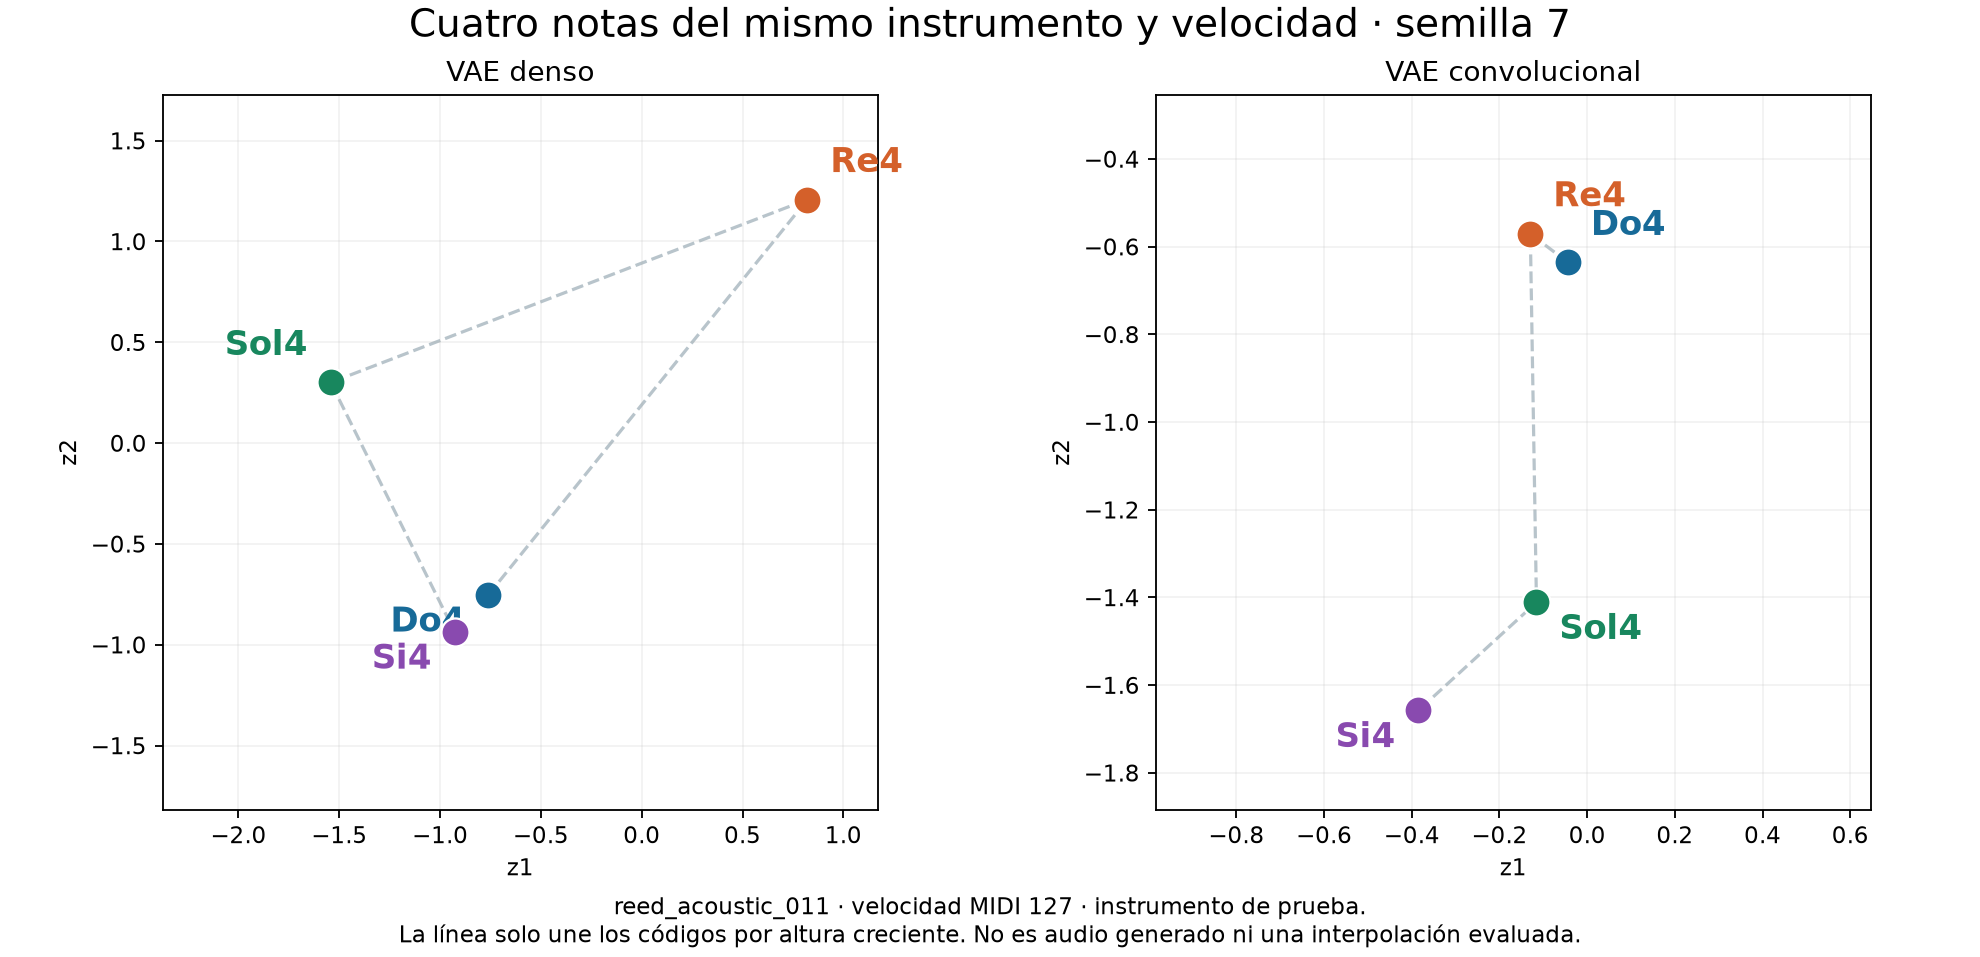 Cuatro notas del mismo instrumento y velocidad · semilla 7
VAE denso
1.5
1.0
0.5
0.0
−0.5
−1.0
−1.5
z2
Re4
Sol4
Do4
Si4
−2.0 −1.5 −1.0 −0.5 0.0 0.5 1.0
z1
VAE convolucional
−0.4
−0.6
−0.8
−1.0
−1.2
−1.4
−1.6
−1.8
z2
Re4
Do4
Sol4
Si4
−0.8 −0.6 −0.4 −0.2 0.0 0.2 0.4 0.6
z1
reed_acoustic_011 · velocidad MIDI 127 · instrumento de prueba.
La línea solo une los códigos por altura creciente. No es audio generado ni una interpolación evaluada.